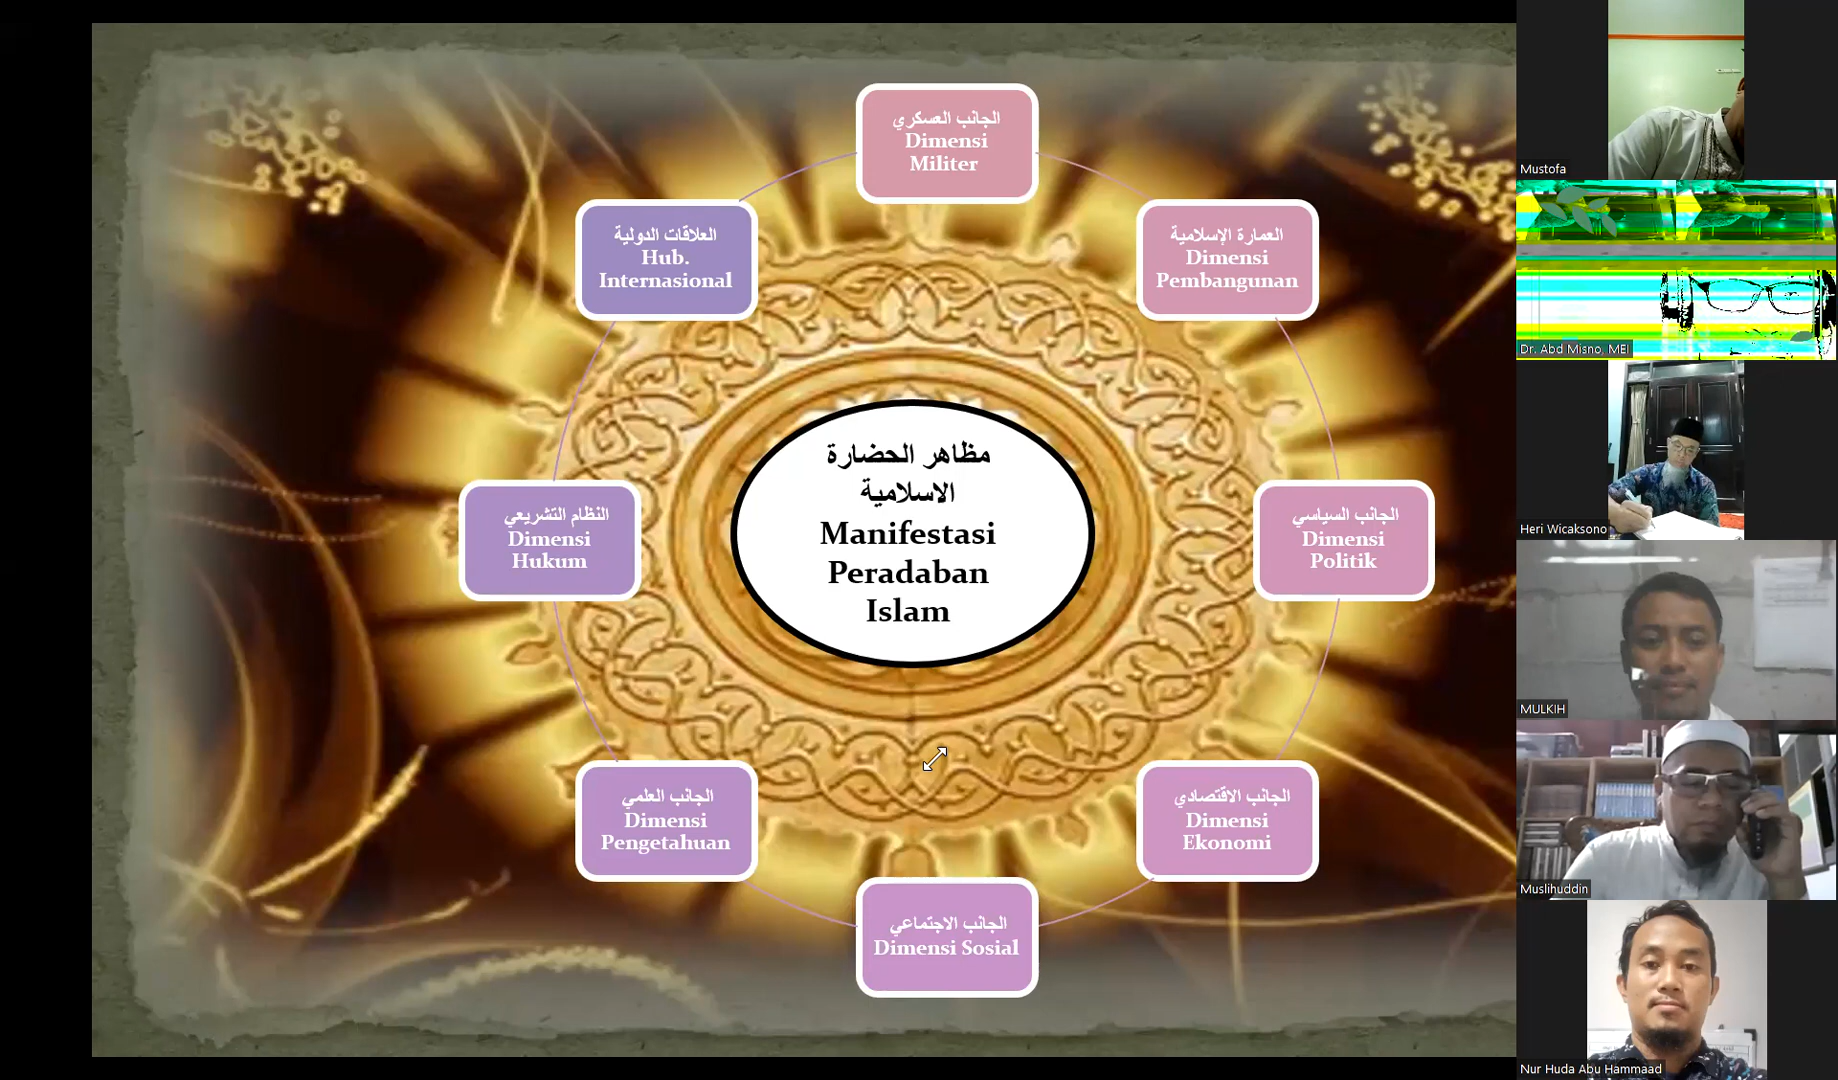 الجانب العسكري
Dimensi
Militer
العلاقات الدولية
Hub.
Internasional
العمارة الإسلامية
Dimensi
Pembangunan
مظاهر الحضارة
الاسلامية
Manifestasi
Peradaban
Islam
النظام التشريعي
Dimensi
Hukum
الجانب السياسي
Dimensi
Politik
الجانب العلمي
Dimensi
Pengetahuan
الجانب الاقتصادي
Dimensi
Ekonomi
الجانب الاجتماعي
Dimensi Sosial
Mustofa
Dr. Abd Misno, MEI
Heri Wicaksono
MULKIH
Muslihuddin
Nur Huda Abu Hammaad